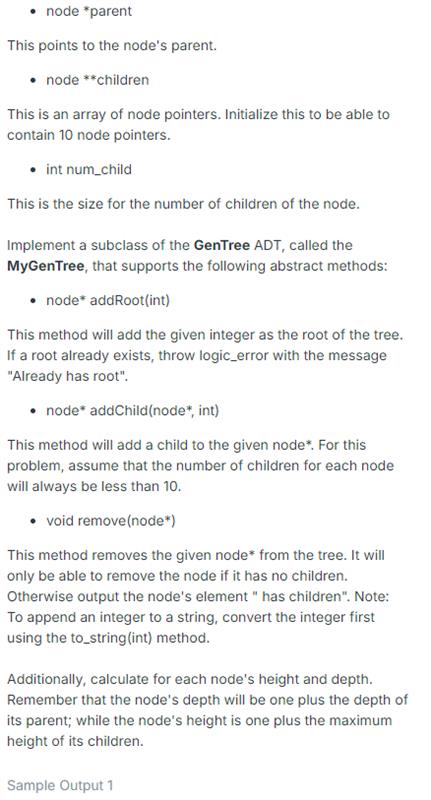 • node *parent
This points to the node's parent.
• node **children
This is an array of node pointers. Initialize this to be able to
contain 10 node pointers.
• int num_child
This is the size for the number of children of the node.
Implement a subclass of the GenTree ADT, called the
MyGenTree, that supports the following abstract methods:
• node* addRoot(int)
This method will add the given integer as the root of the tree.
If a root already exists, throw logic_error with the message
"Already has root".
• node* addChild(node*, int)
This method will add a child to the given node*. For this
problem, assume that the number of children for each node
will always be less than 10.
• void remove(node*)
This method removes the given node* from the tree. It will
only be able to remove the node if it has no children.
Otherwise output the node's element " has children". Note:
To append an integer to a string, convert the integer first
using the to_string(int) method.
Additionally, calculate for each node's height and depth.
Remember that the node's depth will be one plus the depth of
its parent; while the node's height is one plus the maximum
height of its children.
Sample Output 1